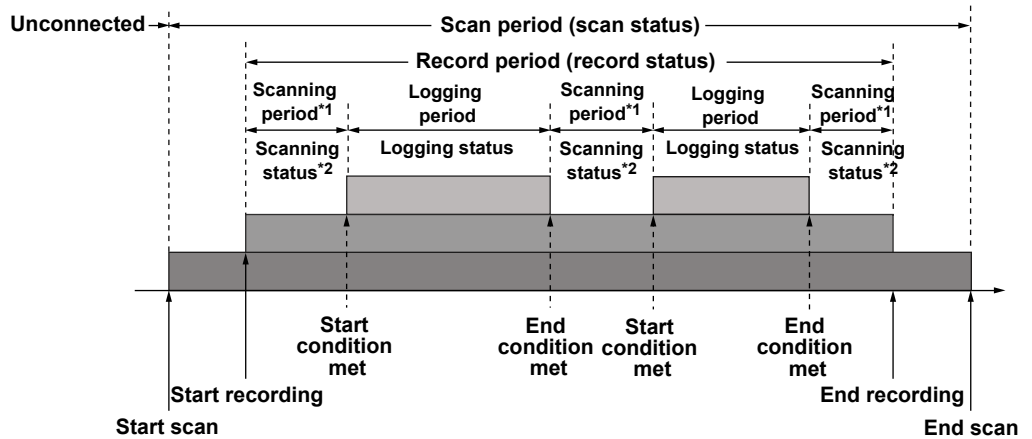 Unconnected
Scan period (scan status)
Record period (record status)
Scanning
period*1
Logging
period
Scanning
period*1
Logging
period
Scanning
period*1
Scanning
status*2
Logging status
Scanning
status*2
Logging status
Scanning
status*2
Start
condition
met
End
condition
met
Start
condition
met
End
condition
met
Start recording
End recording
Start scan
End scan